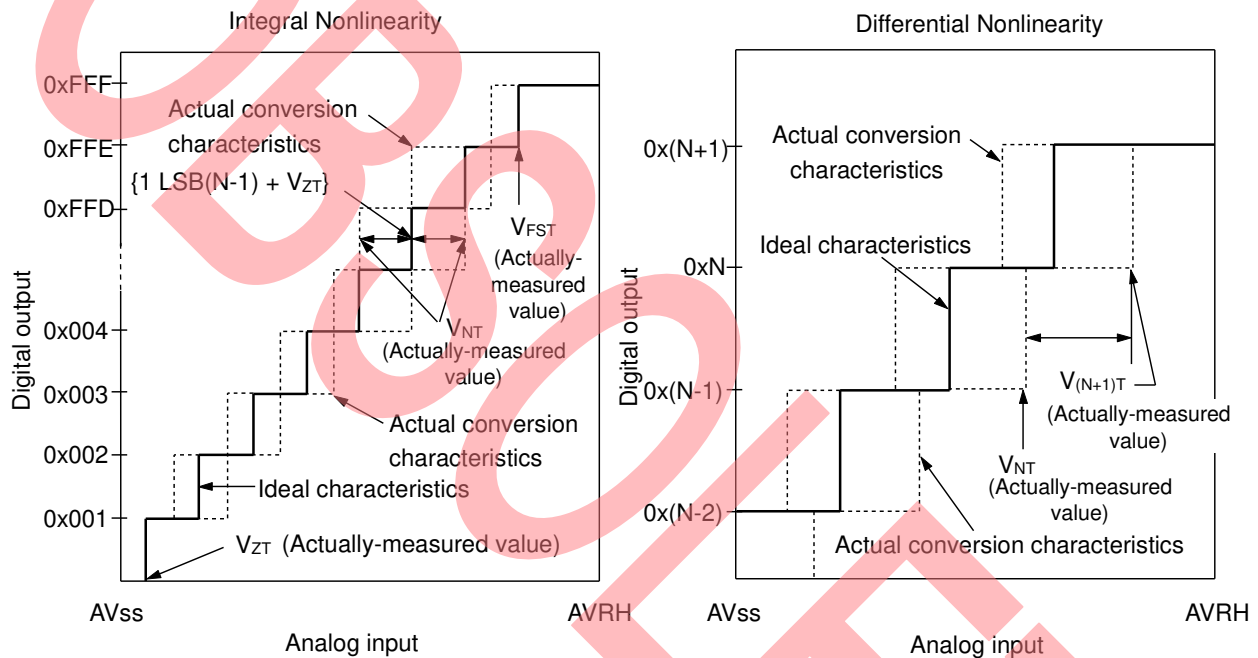 Integral Nonlinearity
0xFFF
Actual conversion
characteristics
0xFFE
{1 LSB(N-1) + VZT}
0xFFD
VFST
(Actually-
measured
value)
Digital output
0x004
VNT
(Actually-measured
value)
0x003
Actual conversion
characteristics
0x002
Ideal characteristics
0x001
VZT (Actually-measured value)
AVss
AVRH
Analog input
Differential Nonlinearity
Actual conversion
characteristics
0x(N+1)
Ideal characteristics
0xN
Digital output
V(N+1)T
(Actually-measured
value)
0x(N-1)
VNT
(Actually-measured
value)
0x(N-2)
Actual conversion characteristics
AVss
AVRH
Analog input